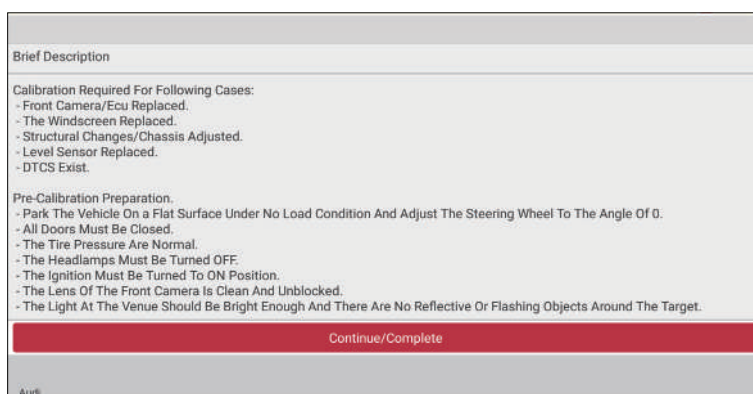 Brief Description
Calibration Required For Following Cases:
- Front Camera/Ecu Replaced.
- The Windscreen Replaced.
- Structural Changes/Chassis Adjusted.
- Level Sensor Replaced.
- DTCS Exist.
Pre-Calibration Preparation.
- Park The Vehicle On a Flat Surface Under No Load Condition And Adjust The Steering Wheel To The Angle Of 0.
- All Doors Must Be Closed.
- The Tire Pressure Are Normal.
- The Headlamps Must Be Turned OFF.
- The Ignition Must Be Turned To ON Position.
- The Lens Of The Front Camera Is Clean And Unblocked.
- The Light At The Venue Should Be Bright Enough And There Are No Reflective Or Flashing Objects Around The Target.
Continue/Complete
Audi